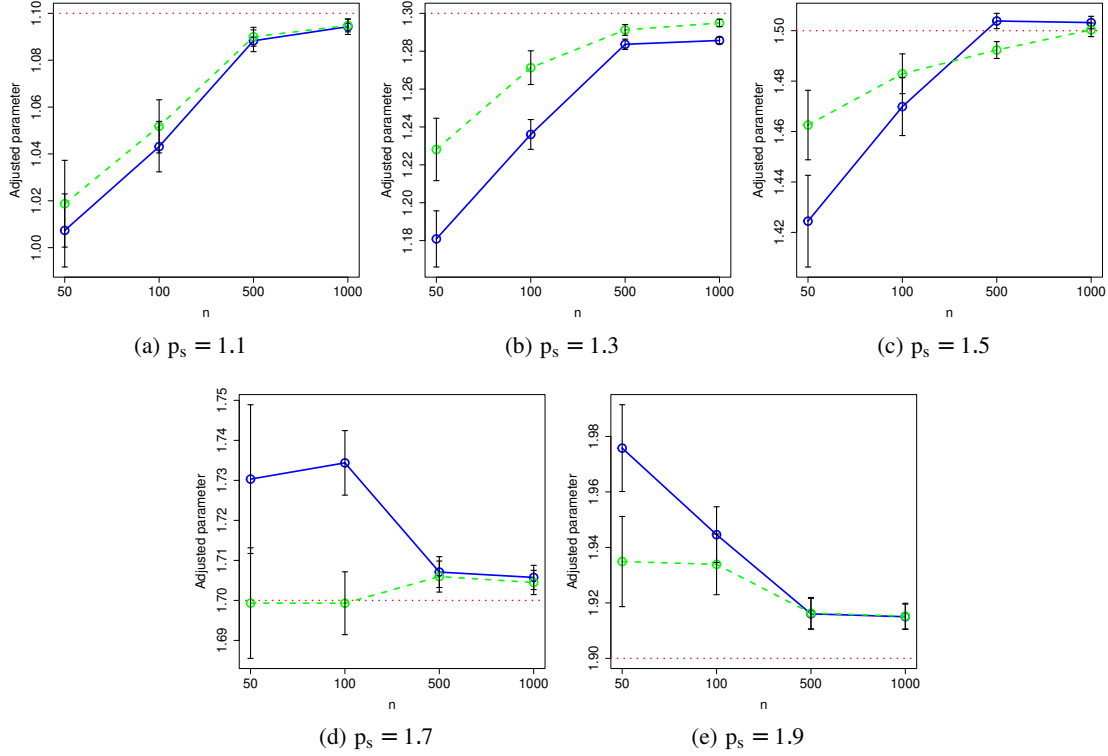 Adjusted parameter
1.00 1.02 1.04 1.06 1.08 1.10
50 100 500 1000
n
(a) pₛ = 1.1
Adjusted parameter
1.18 1.20 1.22 1.24 1.26 1.28 1.30
50 100 500 1000
n
(b) pₛ = 1.3
Adjusted parameter
1.42 1.44 1.46 1.48 1.50
50 100 500 1000
n
(c) pₛ = 1.5
Adjusted parameter
1.69 1.70 1.71 1.72 1.73 1.74 1.75
50 100 500 1000
n
(d) pₛ = 1.7
Adjusted parameter
1.90 1.92 1.94 1.96 1.98
50 100 500 1000
n
(e) pₛ = 1.9